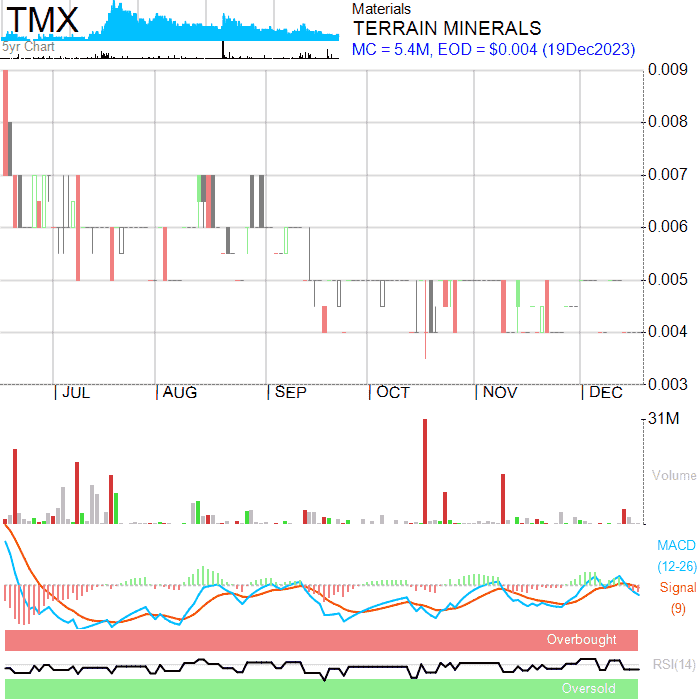 TMX
5yr Chart
Materials
TERRAIN MINERALS
MC = 5.4M, EOD = $0.004 (19Dec2023)
0.009
0.008
0.007
0.006
0.005
0.004
0.003
JUL AUG SEP OCT NOV DEC
31M
Volume
MACD
(12-26)
Signal
(9)
Overbought
RSI(14)
Oversold